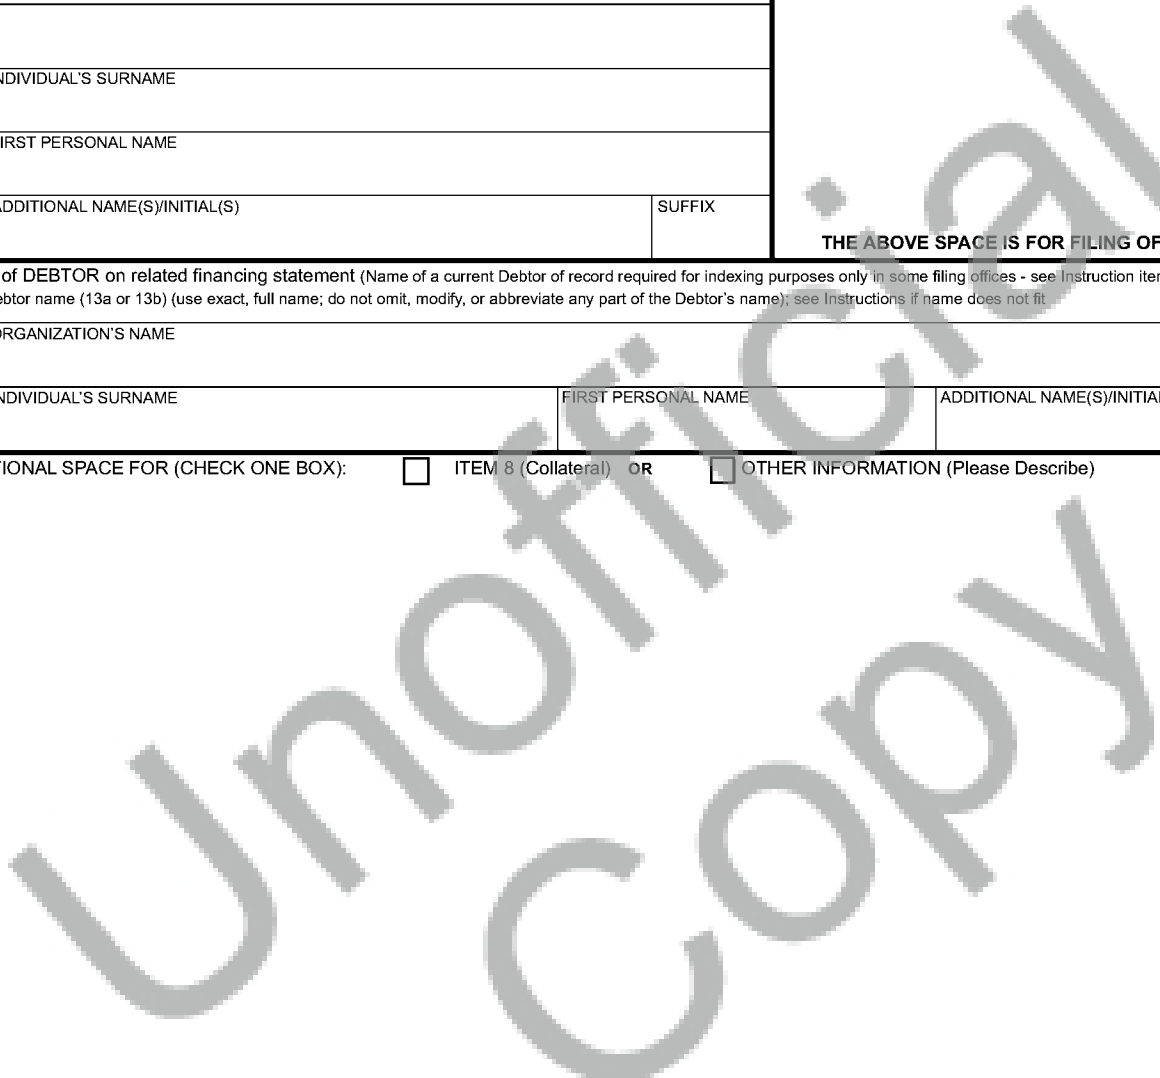 NDIVIDUAL'S SURNAME
IRST PERSONAL NAME
ADDITIONAL NAME(S)/INITIAL(S)
SUFFIX
THE ABOVE SPACE IS FOR FILING OF
of DEBTOR on related financing statement (Name of a current Debtor of record required for indexing purposes only in some filing offices - see Instruction iter
ebtor name (13a or 13b) (use exact, full name; do not omit, modify, or abbreviate any part of the Debtor's name); see Instructions if name does not fit
ORGANIZATION'S NAME
NDIVIDUAL'S SURNAME
FIRST PERSONAL NAME
ADDITIONAL NAME(S)/INITIAL
TIONAL SPACE FOR (CHECK ONE BOX):
ITEM 8 (Collateral) OR
OTHER INFORMATION (Please Describe)
Unofficial
Copy